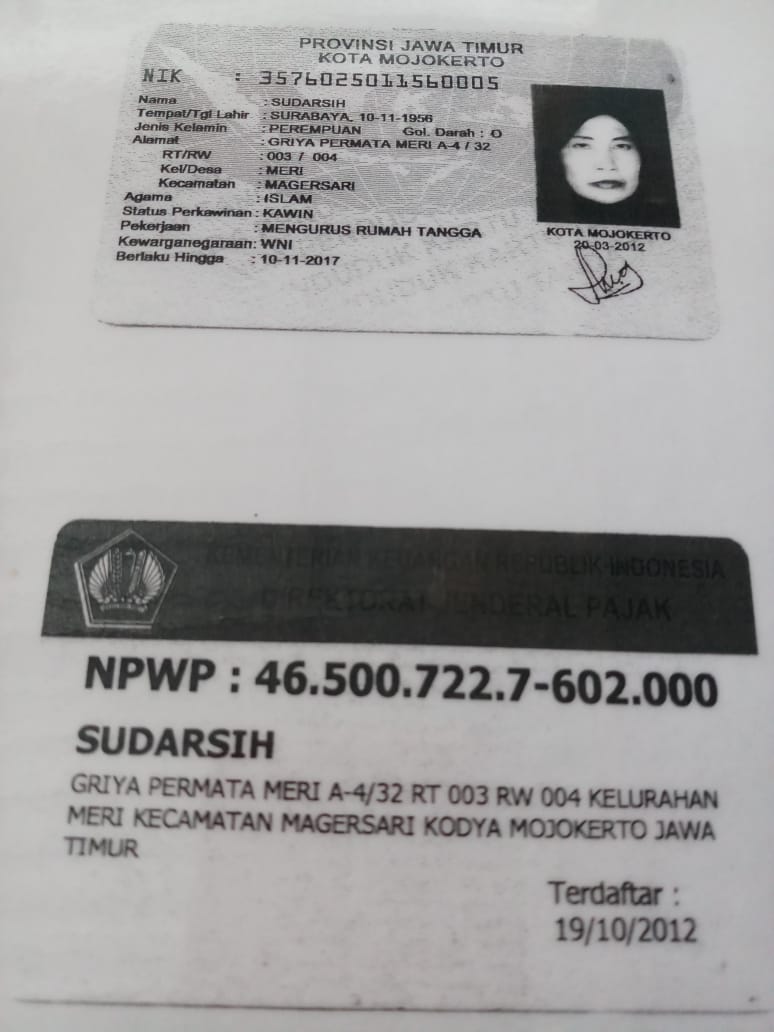 PROVINSI JAWA TIMUR
KOTA MOJOKERTO
NIK : 3576025011560005
Nama : SUDARSIH
Tempat/Tgl Lahir : SURABAYA, 10-11-1956
Jenis Kelamin : PEREMPUAN Gol. Darah : O
Alamat : GRIYA PERMATA MERI A-4 / 32
RT/RW : 003 / 004
Kel/Desa : MERI
Kecamatan : MAGERSARI
Agama : ISLAM
Status Perkawinan : KAWIN
Pekerjaan : MENGURUS RUMAH TANGGA
Kewarganegaraan: WNI
Berlaku Hingga : 10-11-2017
KOTA MOJOKERTO
20-03-2012
KEMENTERIAN KEUANGAN REPUBLIK INDONESIA
DIREKTORAT JENDERAL PAJAK
NPWP : 46.500.722.7-602.000
SUDARSIH
GRIYA PERMATA MERI A-4/32 RT 003 RW 004 KELURAHAN
MERI KECAMATAN MAGERSARI KODYA MOJOKERTO JAWA
TIMUR
Terdaftar :
19/10/2012